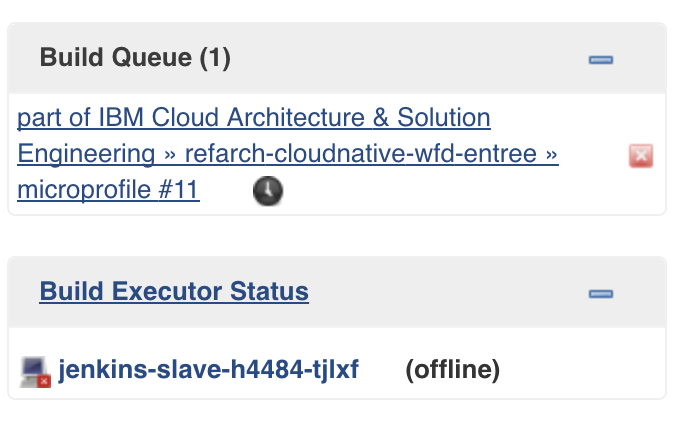 Build Queue (1)
part of IBM Cloud Architecture & Solution
Engineering » refarch-cloudnative-wfd-entree »
microprofile #11
Build Executor Status
jenkins-slave-h4484-tjlxf (offline)